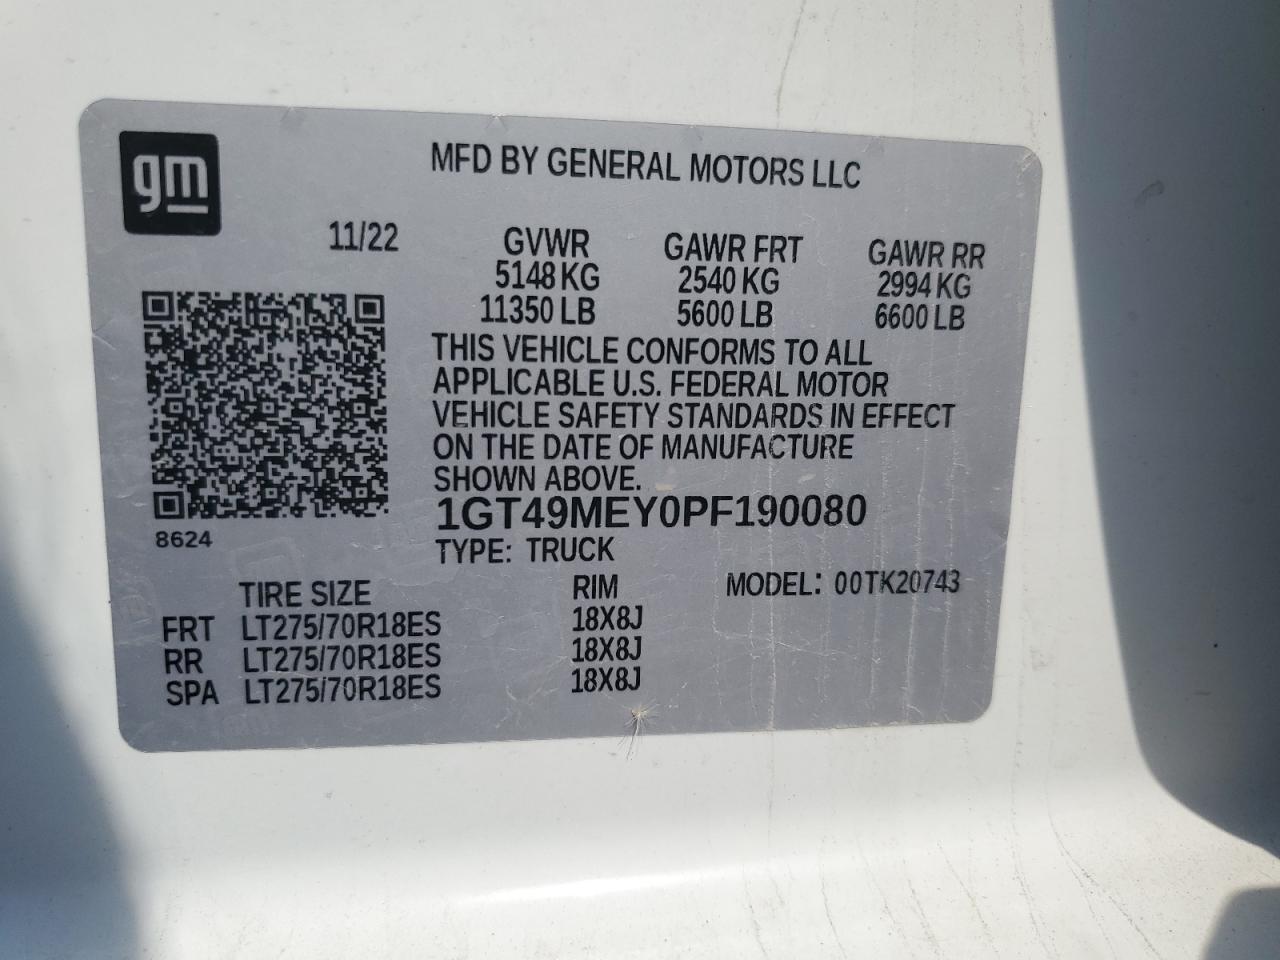 gm
MFD BY GENERAL MOTORS LLC
11/22 GVWR GAWR FRT GAWR RR
5148 KG 2540 KG 2994 KG
11350 LB 5600 LB 6600 LB
THIS VEHICLE CONFORMS TO ALL
APPLICABLE U.S. FEDERAL MOTOR
VEHICLE SAFETY STANDARDS IN EFFECT
ON THE DATE OF MANUFACTURE
SHOWN ABOVE.
1GT49MEY0PF190080
8624
TYPE: TRUCK
TIRE SIZE RIM MODEL: 00TK20743
FRT LT275/70R18ES 18X8J
RR LT275/70R18ES 18X8J
SPA LT275/70R18ES 18X8J